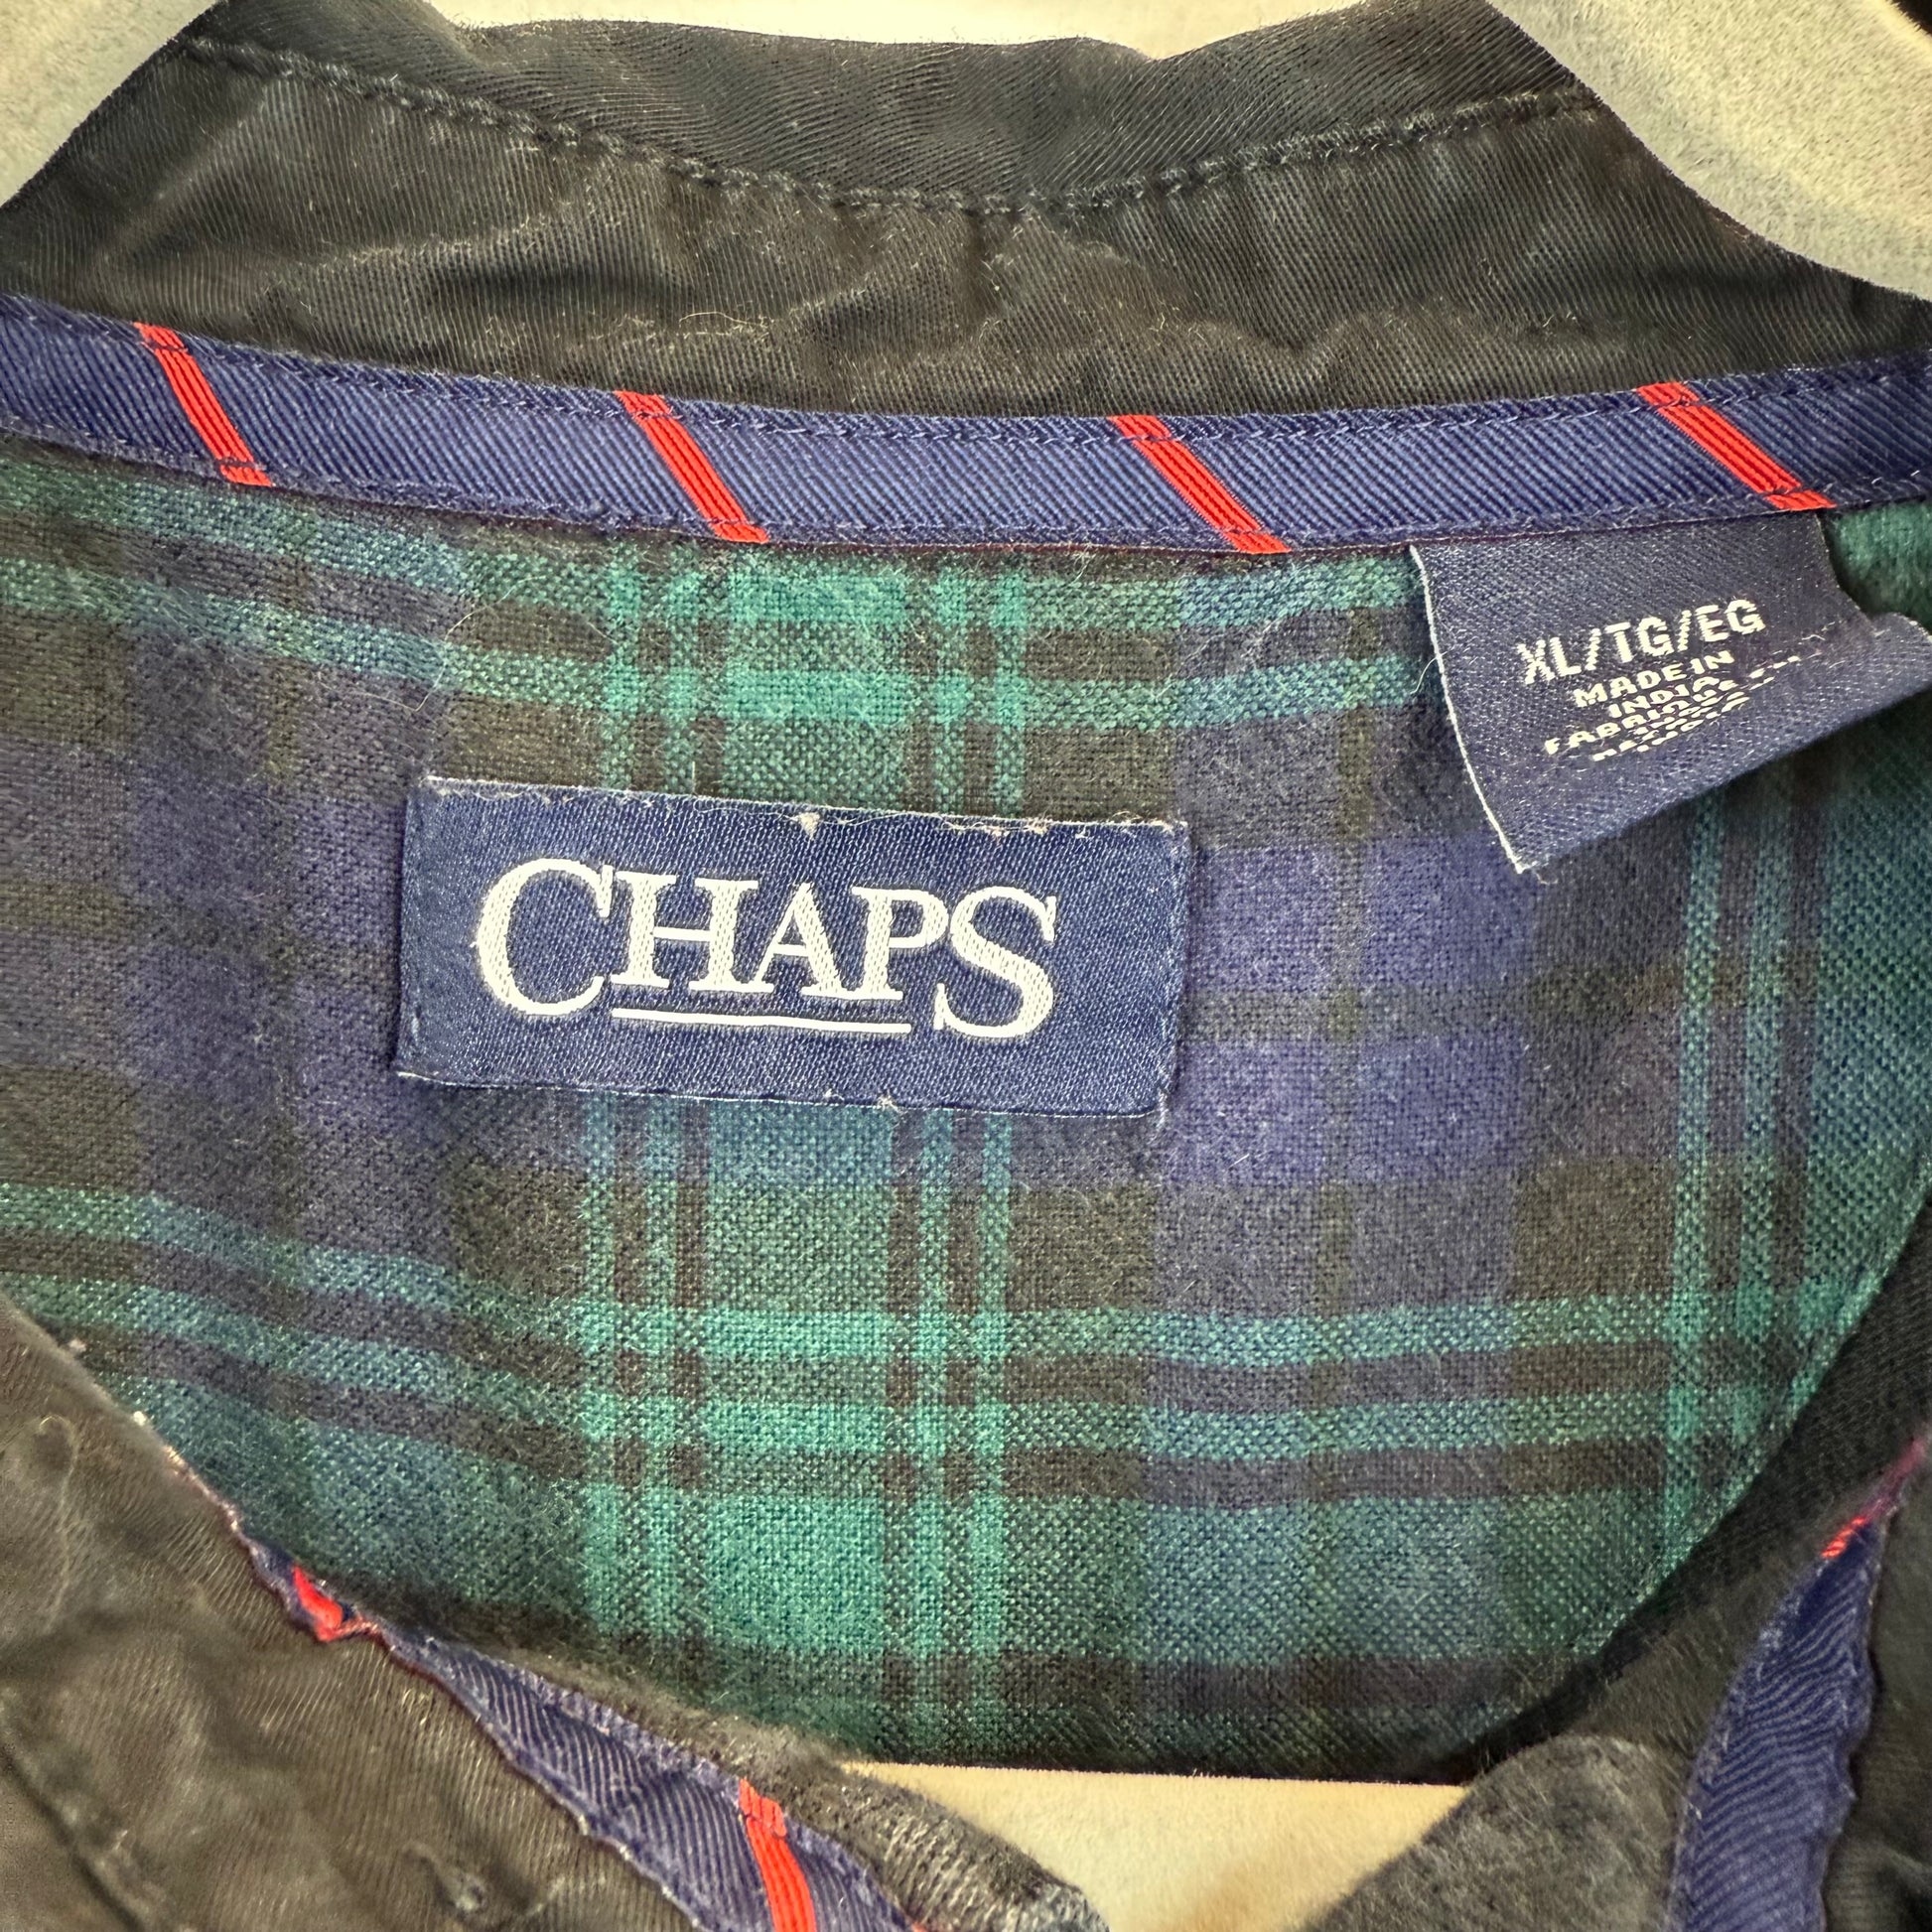 CHAPS
XL/TG/EG
MADE IN
INDIA